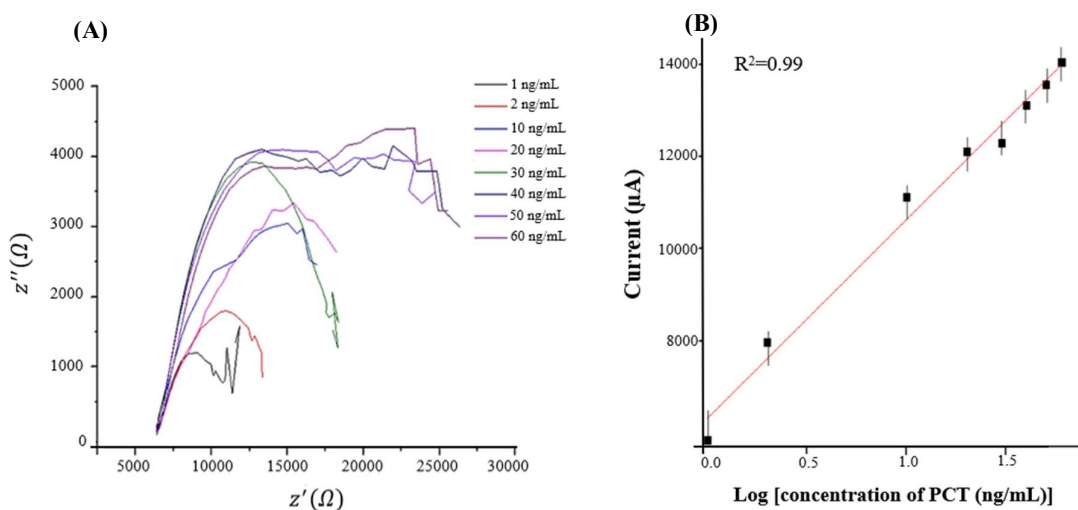 (A)
5000
4000
3000
2000
1000
0
z′′(Ω)
5000 10000 15000 20000 25000 30000
z′(Ω)
1 ng/mL
2 ng/mL
10 ng/mL
20 ng/mL
30 ng/mL
40 ng/mL
50 ng/mL
60 ng/mL
(B)
R²=0.99
14000
12000
10000
8000
Current (µA)
0.0 0.5 1.0 1.5
Log [concentration of PCT (ng/mL)]